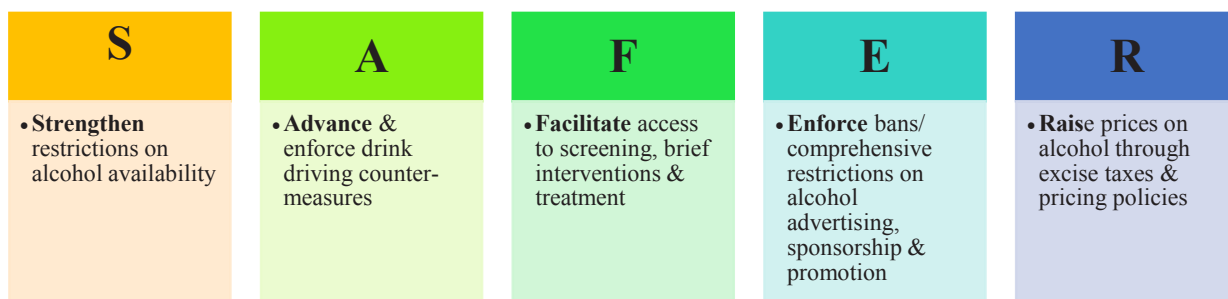 S
• Strengthen
restrictions on
alcohol availability
A
• Advance &
enforce drink
driving counter-
measures
F
• Facilitate access
to screening, brief
interventions &
treatment
E
• Enforce bans/
comprehensive
restrictions on
alcohol
advertising,
sponsorship &
promotion
R
• Raise prices on
alcohol through
excise taxes &
pricing policies